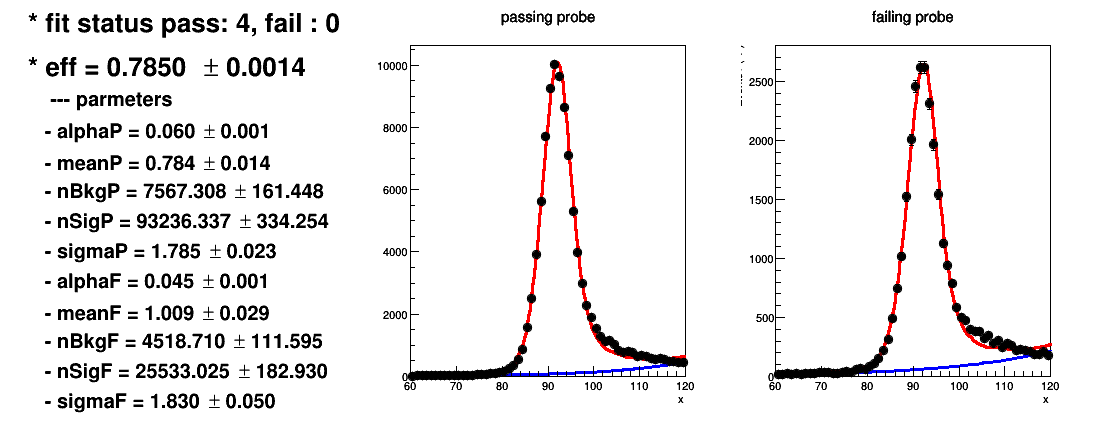 * fit status pass: 4, fail : 0
* eff = 0.7850 ± 0.0014
--- parmeters
- alphaP = 0.060 ± 0.001
- meanP = 0.784 ± 0.014
- nBkgP = 7567.308 ± 161.448
- nSigP = 93236.337 ± 334.254
- sigmaP = 1.785 ± 0.023
- alphaF = 0.045 ± 0.001
- meanF = 1.009 ± 0.029
- nBkgF = 4518.710 ± 111.595
- nSigF = 25533.025 ± 182.930
- sigmaF = 1.830 ± 0.050
passing probe
10000
8000
6000
4000
2000
0
60 70 80 90 100 110 120
x
failing probe
2500
2000
1500
1000
500
0
60 70 80 90 100 110 120
x